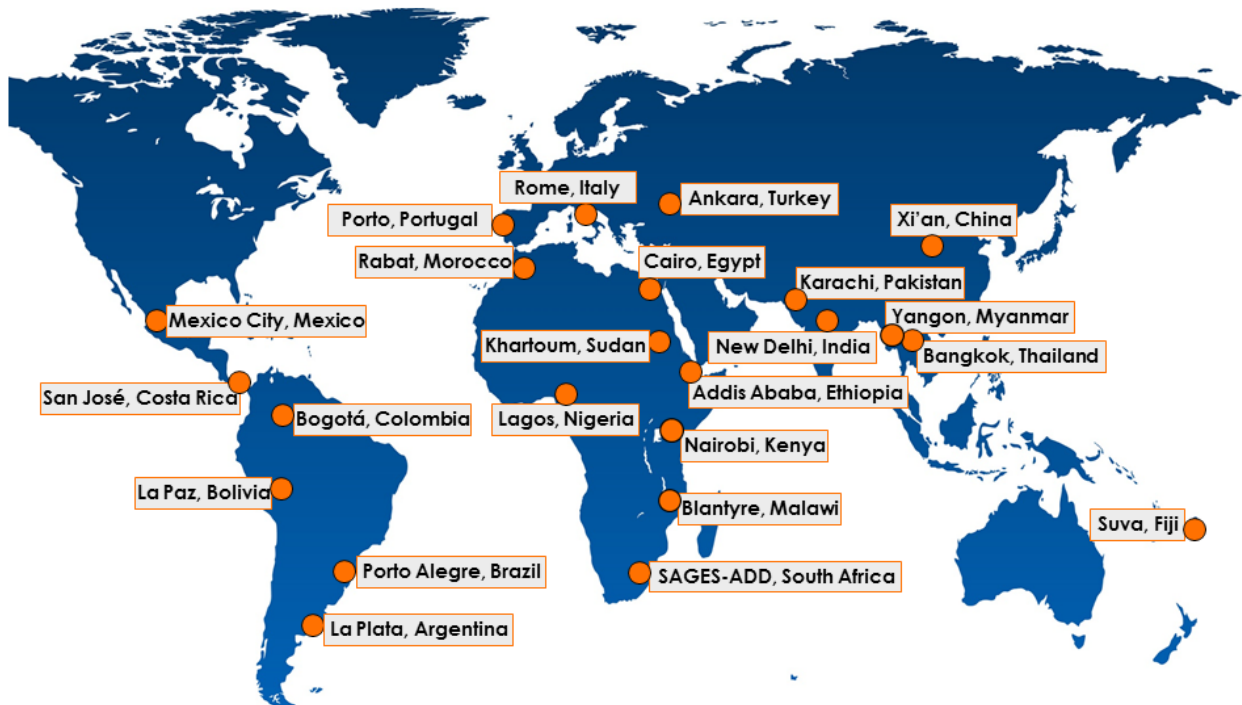 Rome, Italy
Ankara, Turkey
Porto, Portugal
Xi'an, China
Rabat, Morocco
Cairo, Egypt
Karachi, Pakistan
Mexico City, Mexico
Yangon, Myanmar
Khartoum, Sudan
New Delhi, India
Bangkok, Thailand
San José, Costa Rica
Addis Ababa, Ethiopia
Bogotá, Colombia
Lagos, Nigeria
Nairobi, Kenya
La Paz, Bolivia
Blantyre, Malawi
Suva, Fiji
Porto Alegre, Brazil
SAGES-ADD, South Africa
La Plata, Argentina